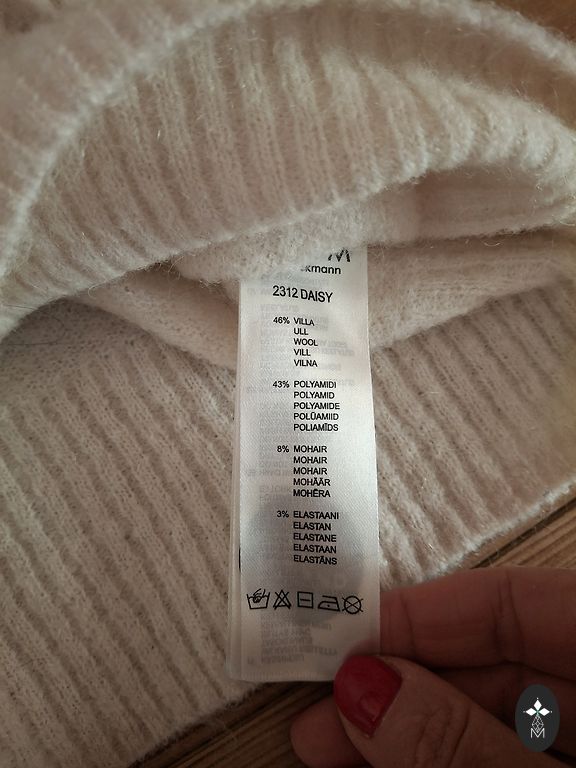 M
kmann
2312 DAISY
46% VILLA
ULL
WOOL
VILL
VILNA
43% POLYAMIDI
POLYAMID
POLYAMIDE
POLÜAMIID
POLIAMĪDS
8% MOHAIR
MOHAIR
MOHAIR
MOHÄÄR
MOHĒRA
3% ELASTAANI
ELASTAN
ELASTANE
ELASTAAN
ELASTĀNS
M